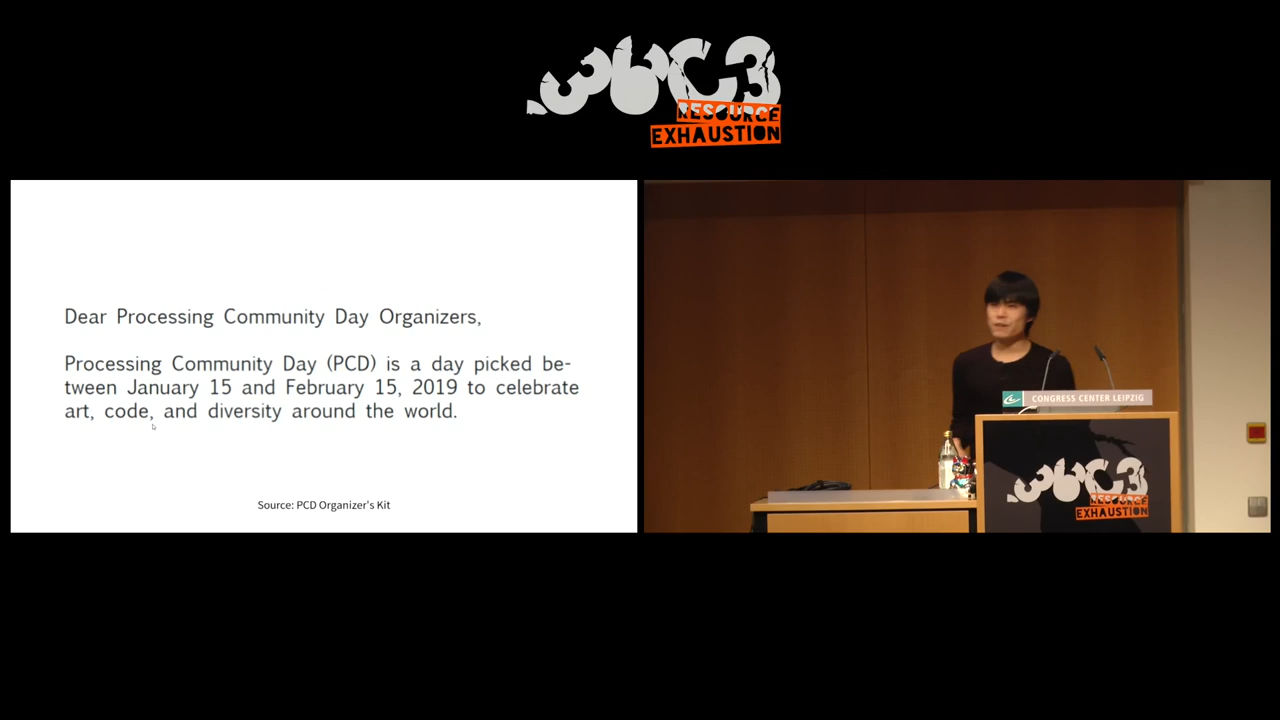 36C3
RESOURCE
EXHAUSTION
Dear Processing Community Day Organizers,
Processing Community Day (PCD) is a day picked be-
tween January 15 and February 15, 2019 to celebrate
art, code, and diversity around the world.
Source: PCD Organizer's Kit
CONGRESS CENTER LEIPZIG
36C3
RESOURCE
EXHAUSTION